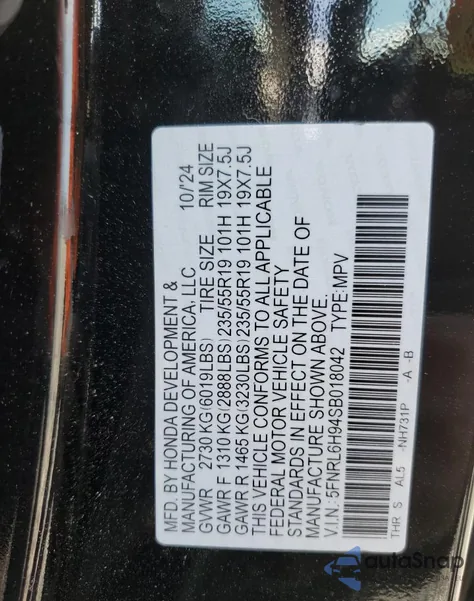 MFD. BY HONDA DEVELOPMENT &
MANUFACTURING OF AMERICA, LLC 10/'24
GVWR 2730 KG(6019LBS) TIRE SIZE RIM SIZE
GAWR F 1310 KG(2888LBS)235/55R19 101H 19X7.5J
GAWR R 1465 KG(3230LBS)235/55R19 101H 19X7.5J
THIS VEHICLE CONFORMS TO ALL APPLICABLE
FEDERAL MOTOR VEHICLE SAFETY
STANDARDS IN EFFECT ON THE DATE OF
MANUFACTURE SHOWN ABOVE.
V.I.N.:5FNRL6H94SB018042 TYPE:MPV
THR S AL5 -NH731P -A -B
autoSnap